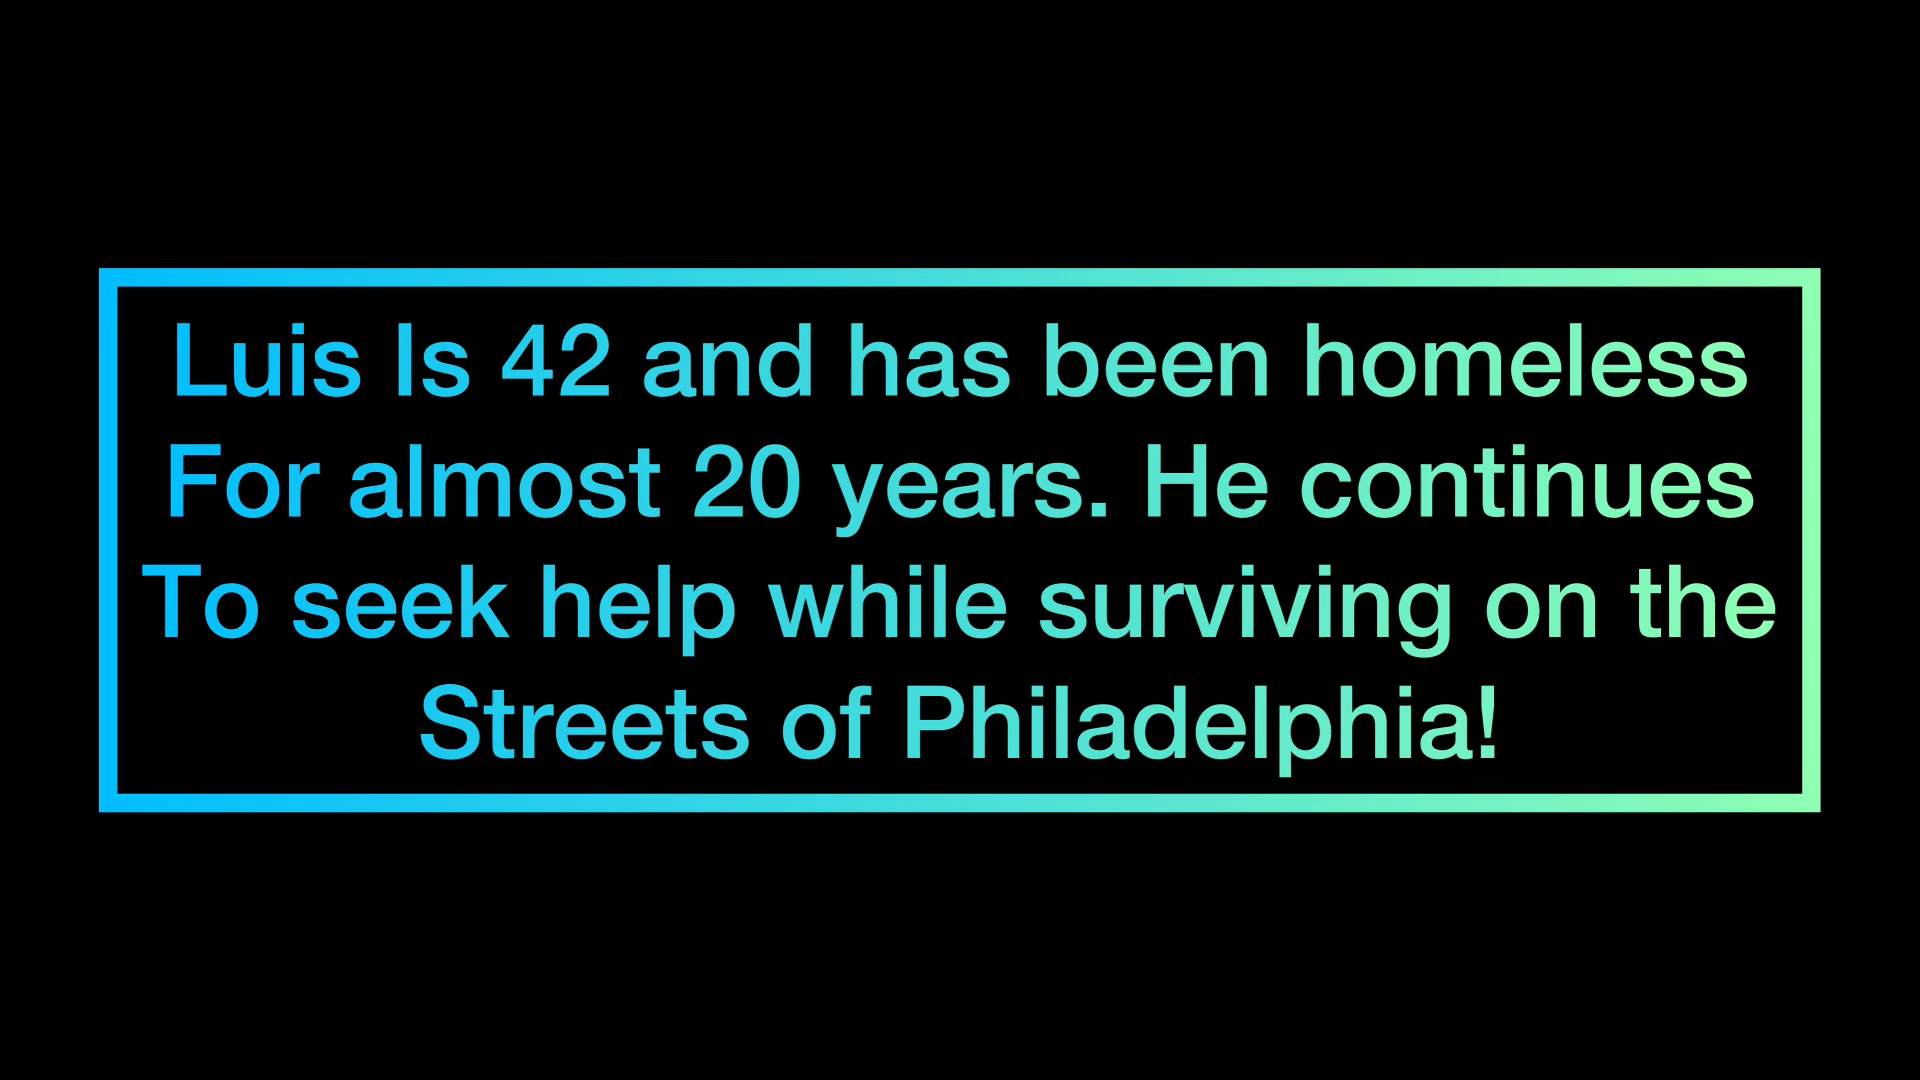 Luis Is 42 and has been homeless
For almost 20 years. He continues
To seek help while surviving on the
Streets of Philadelphia!